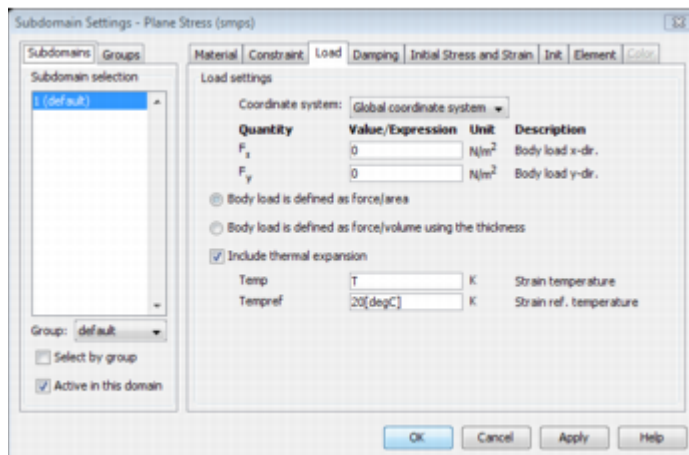 Subdomain Settings - Plane Stress (smps)
Subdomains Groups
Subdomain selection
1 (default)
Group: default
Select by group
Active in this domain
Material Constraint Load Damping Initial Stress and Strain Init Element Color
Load settings
Coordinate system: Global coordinate system
Quantity Value/Expression Unit Description
Fx 0 N/m² Body load x-dir.
Fy 0 N/m² Body load y-dir.
Body load is defined as force/area
Body load is defined as force/volume using the thickness
Include thermal expansion
Temp T K Strain temperature
Tempref 20[degC] K Strain ref. temperature
OK Cancel Apply Help